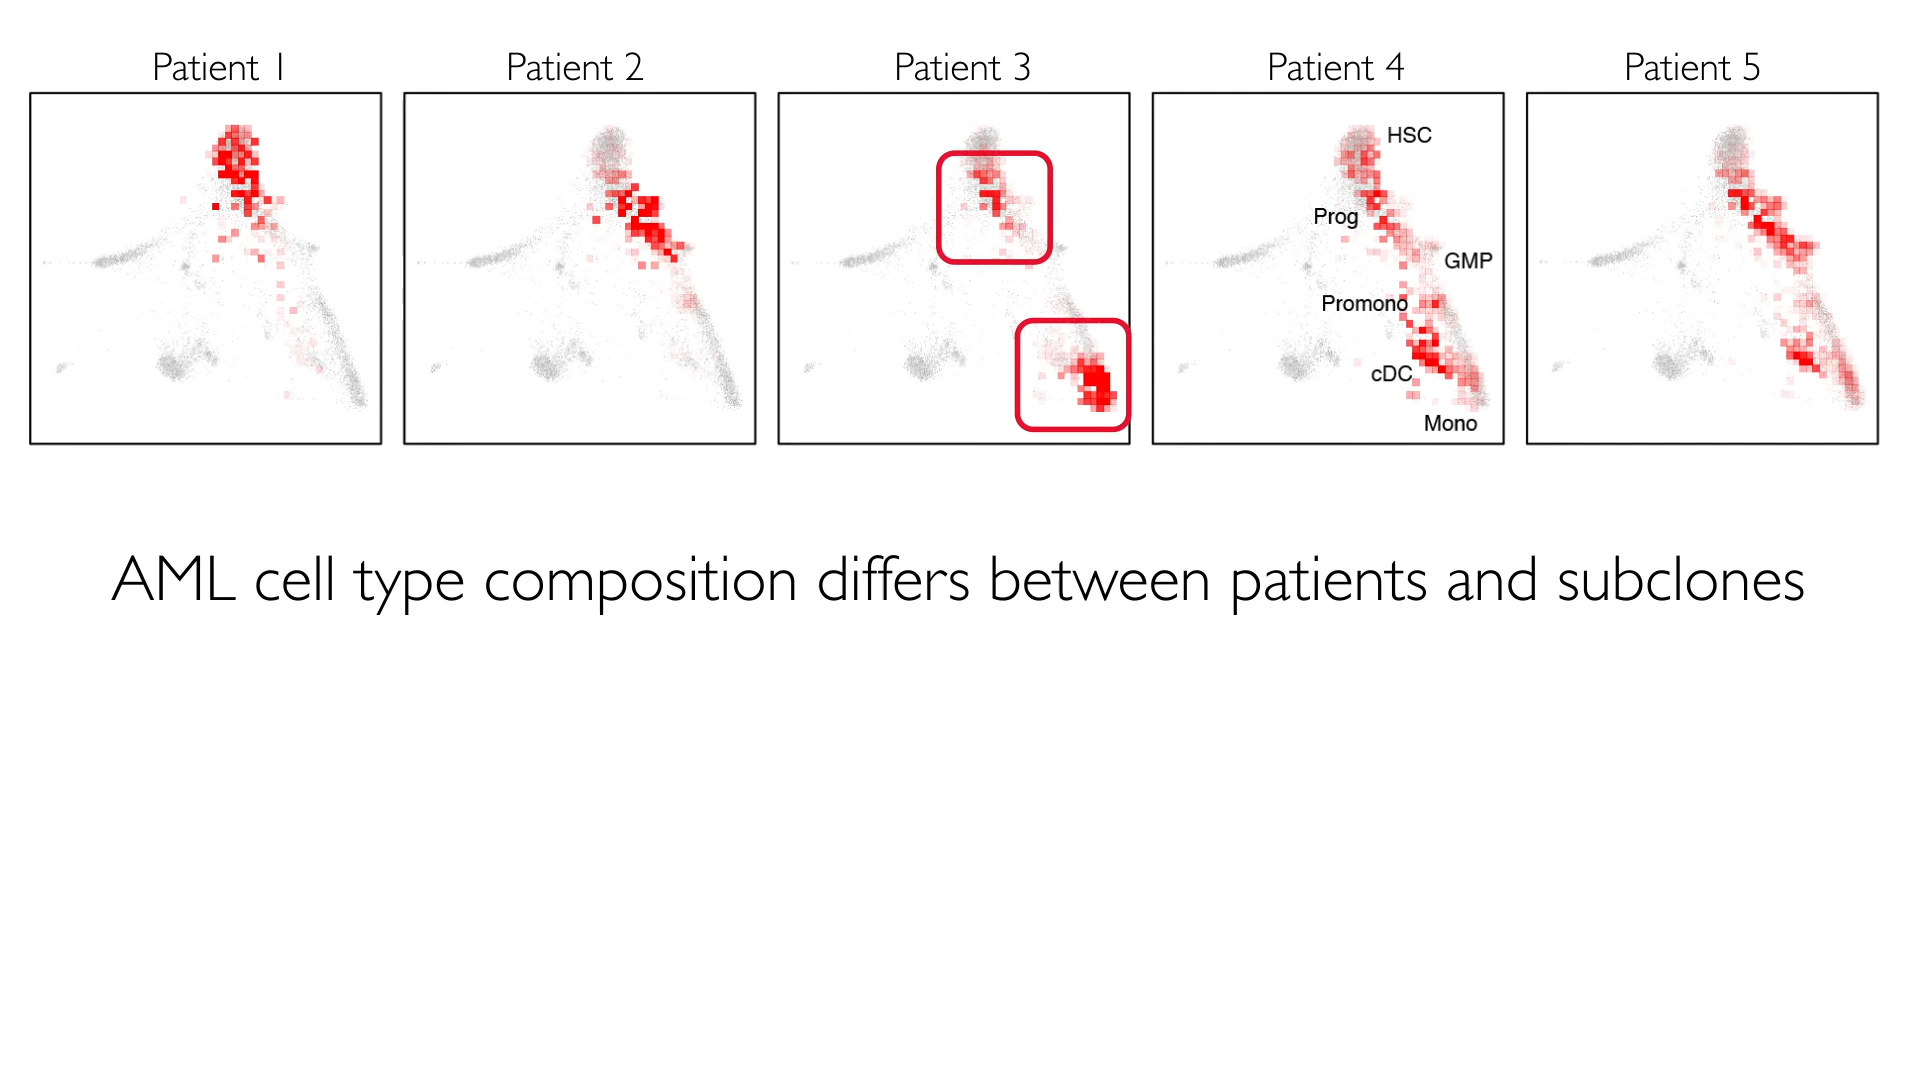 Patient 1
Patient 2
Patient 3
Patient 4
Patient 5
HSC
Prog
GMP
Promono
cDC
Mono
AML cell type composition differs between patients and subclones